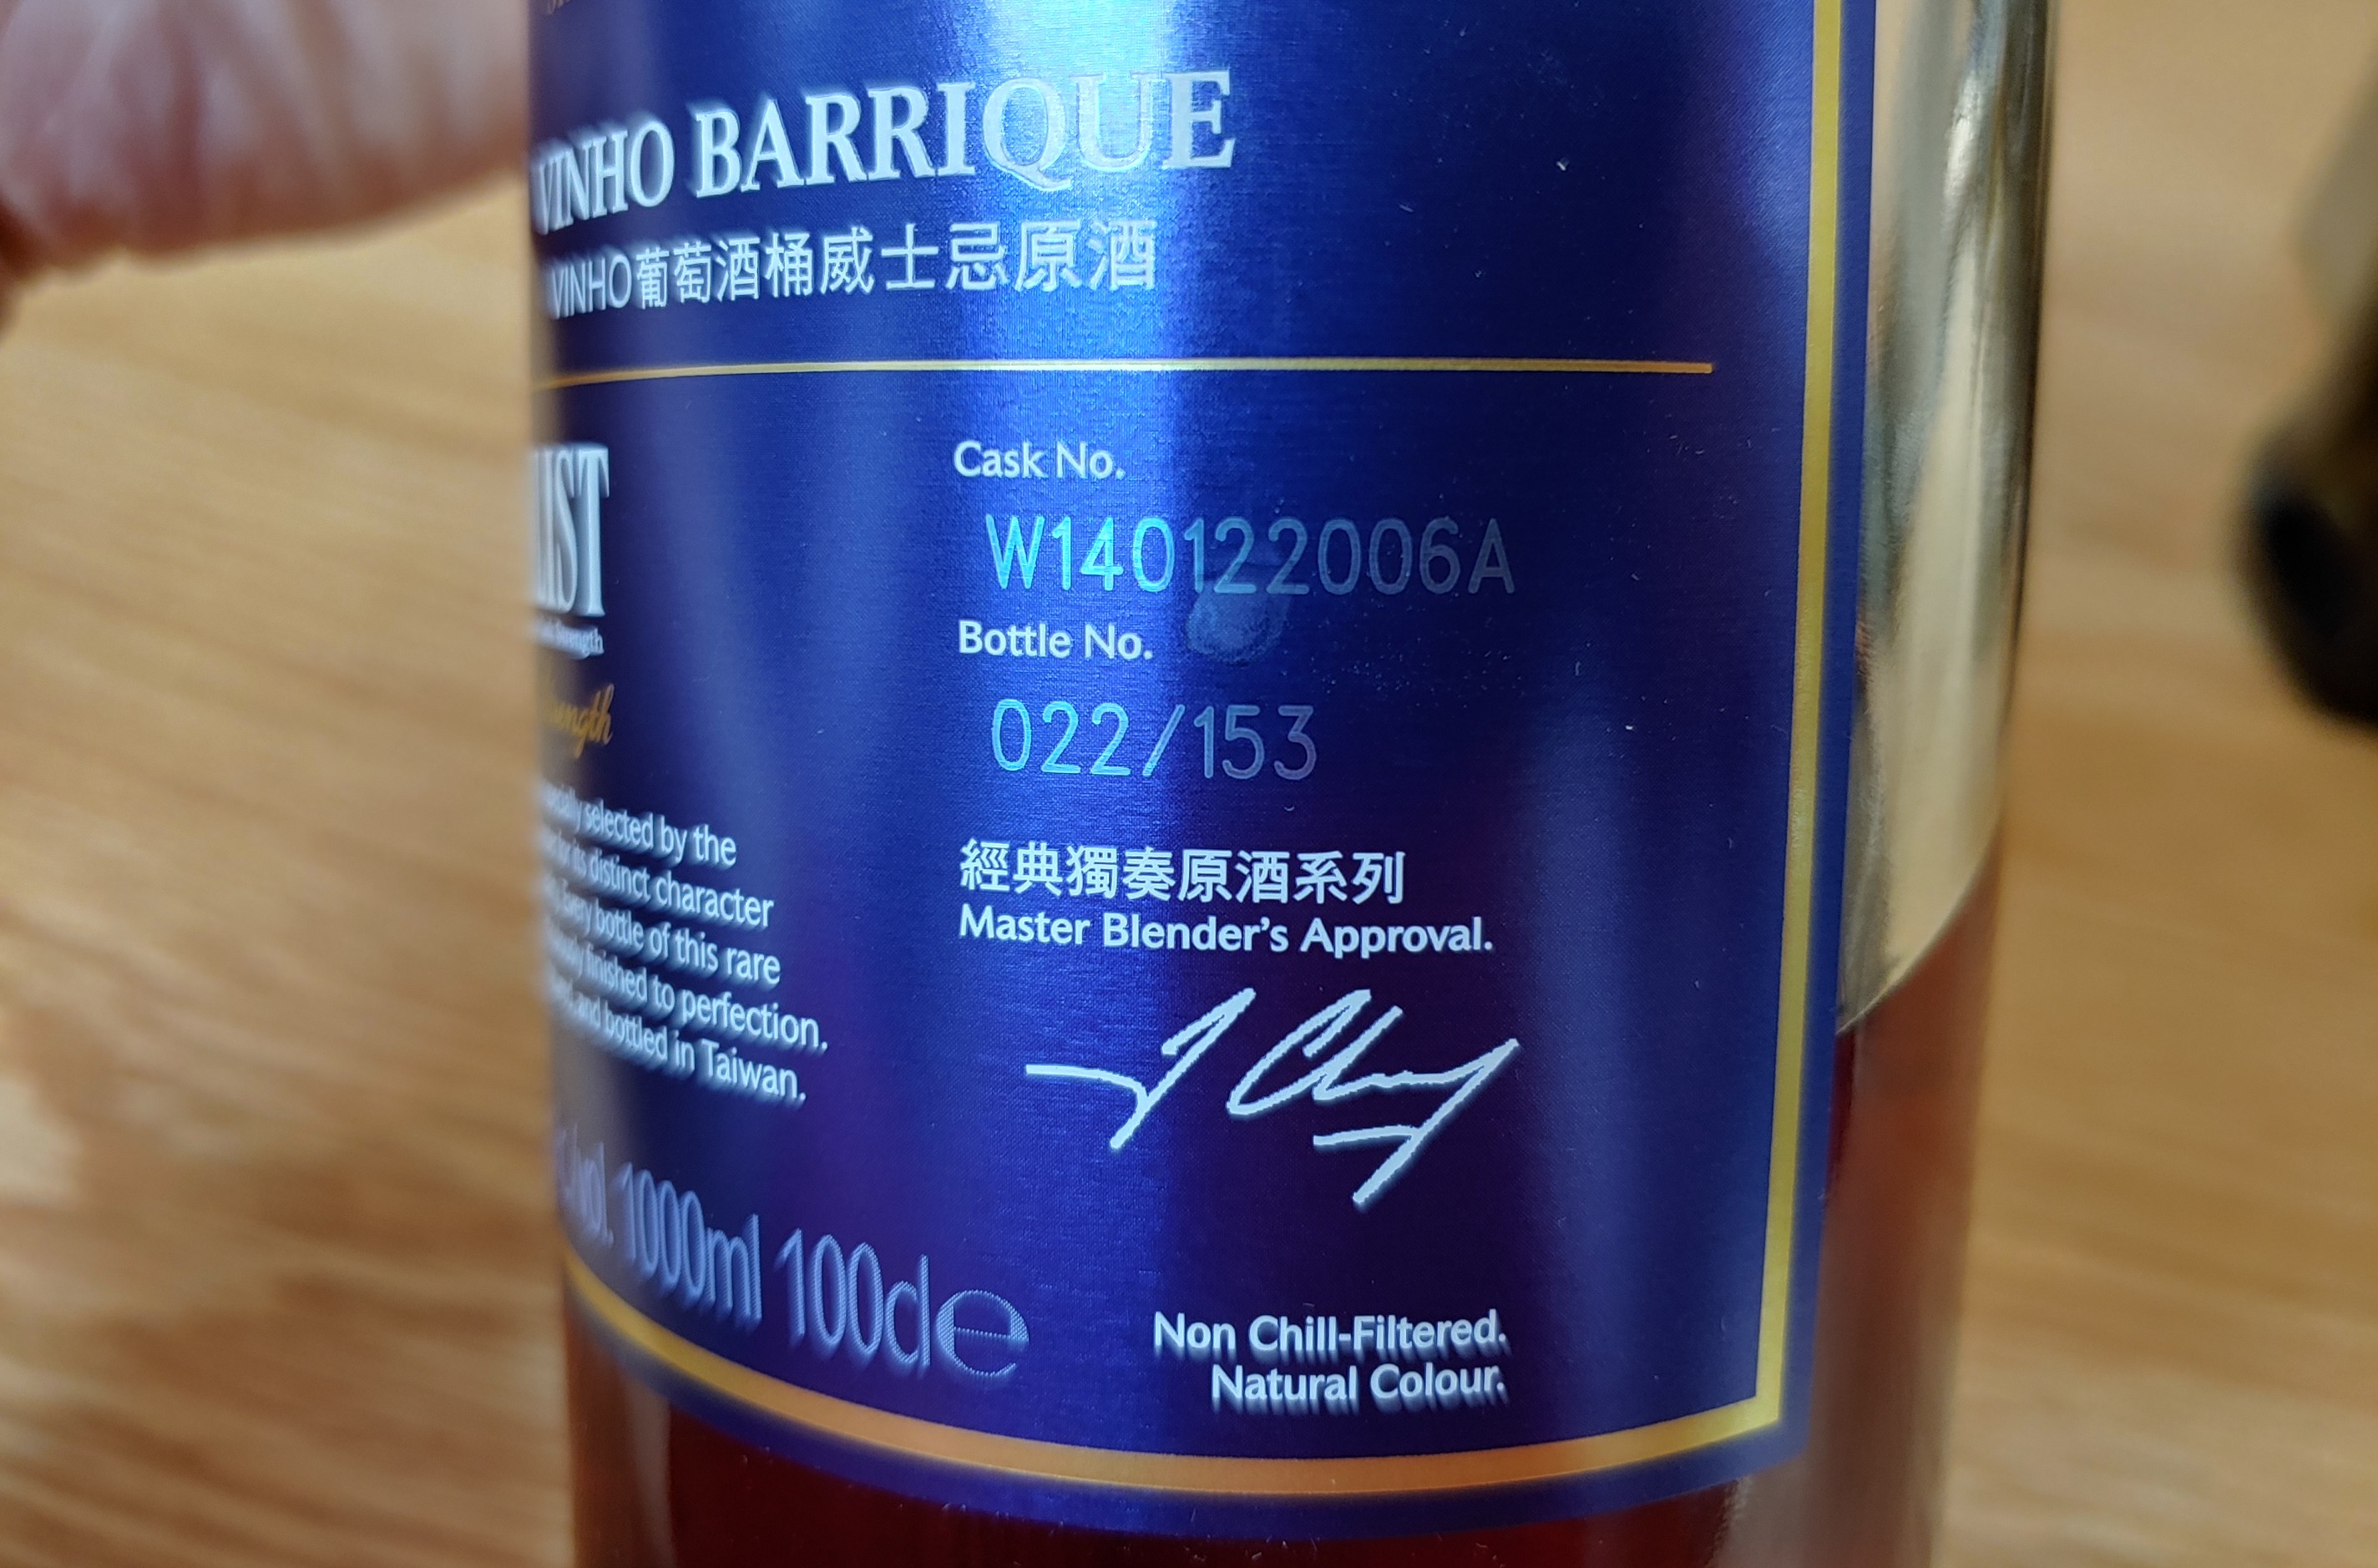 VINHO BARRIQUE
VINHO葡萄酒桶威士忌原酒
Cask No.
W140122006A
Bottle No.
022/153
selected by the
distinct character
bottle of this rare
finished to perfection.
and bottled in Taiwan.
經典獨奏原酒系列
Master Blender's Approval.
vol. 1000ml 100cl e
Non Chill-Filtered.
Natural Colour.